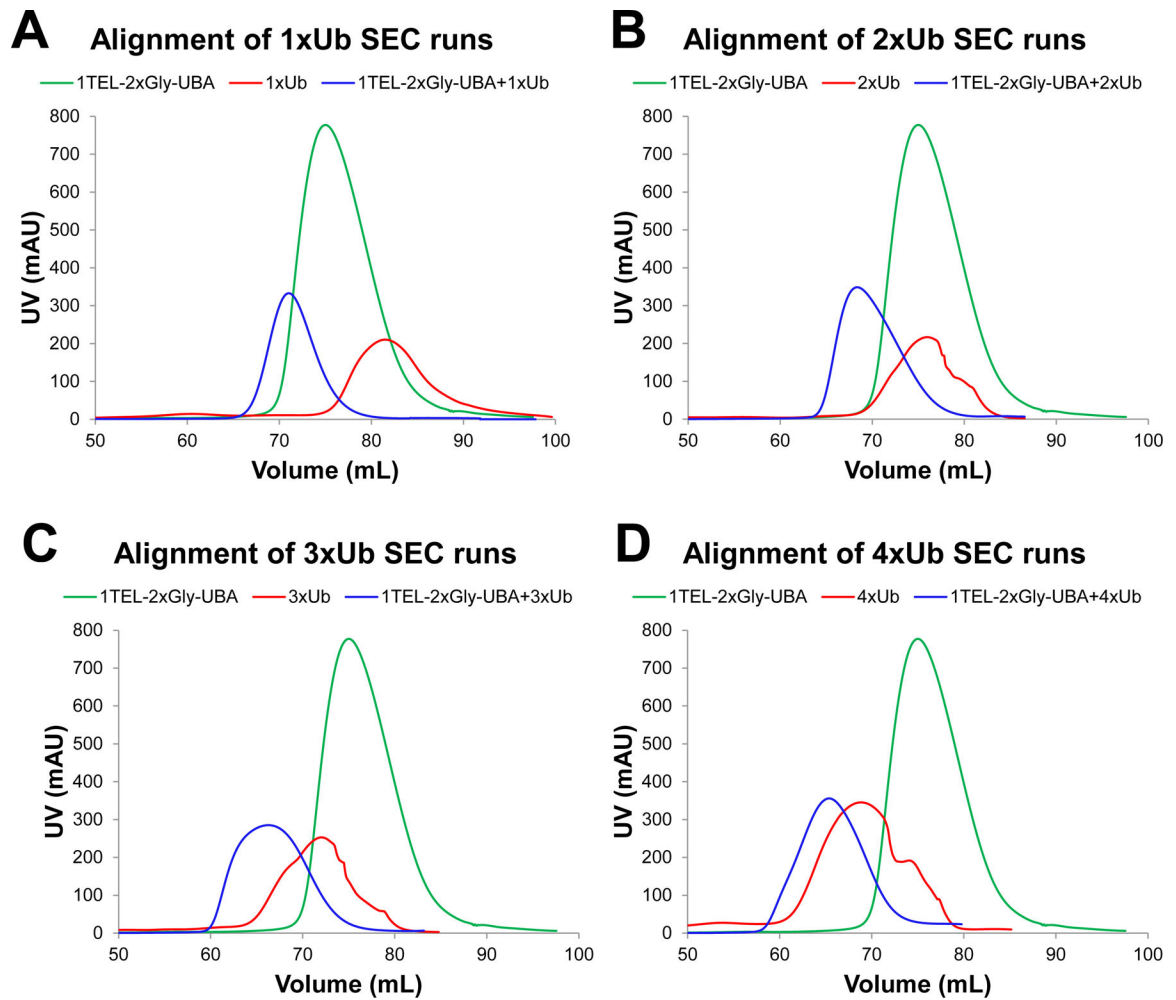 A
Alignment of 1xUb SEC runs
1TEL-2xGly-UBA 1xUb 1TEL-2xGly-UBA+1xUb
800
700
600
500
400
300
200
100
0
UV (mAU)
50 60 70 80 90 100
Volume (mL)
B
Alignment of 2xUb SEC runs
1TEL-2xGly-UBA 2xUb 1TEL-2xGly-UBA+2xUb
800
700
600
500
400
300
200
100
0
UV (mAU)
50 60 70 80 90 100
Volume (mL)
C
Alignment of 3xUb SEC runs
1TEL-2xGly-UBA 3xUb 1TEL-2xGly-UBA+3xUb
800
700
600
500
400
300
200
100
0
UV (mAU)
50 60 70 80 90 100
Volume (mL)
D
Alignment of 4xUb SEC runs
1TEL-2xGly-UBA 4xUb 1TEL-2xGly-UBA+4xUb
800
700
600
500
400
300
200
100
0
UV (mAU)
50 60 70 80 90 100
Volume (mL)